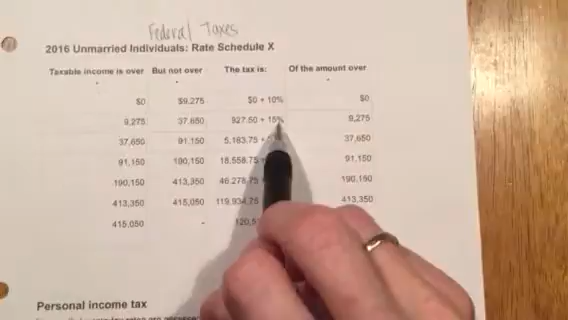 Federal Taxes
2016 Unmarried Individuals: Rate Schedule X
Taxable income is over But not over The tax is: Of the amount over
$0 $9,275 $0 + 10% $0
9,275 37,650 927.50 + 15% 9,275
37,650 91,150 5,183.75 + 37,650
91,150 190,150 18,558.75 91,150
190,150 413,350 46,278.75 190,150
413,350 415,050 119,934.75 413,350
415,050 -
Personal income tax